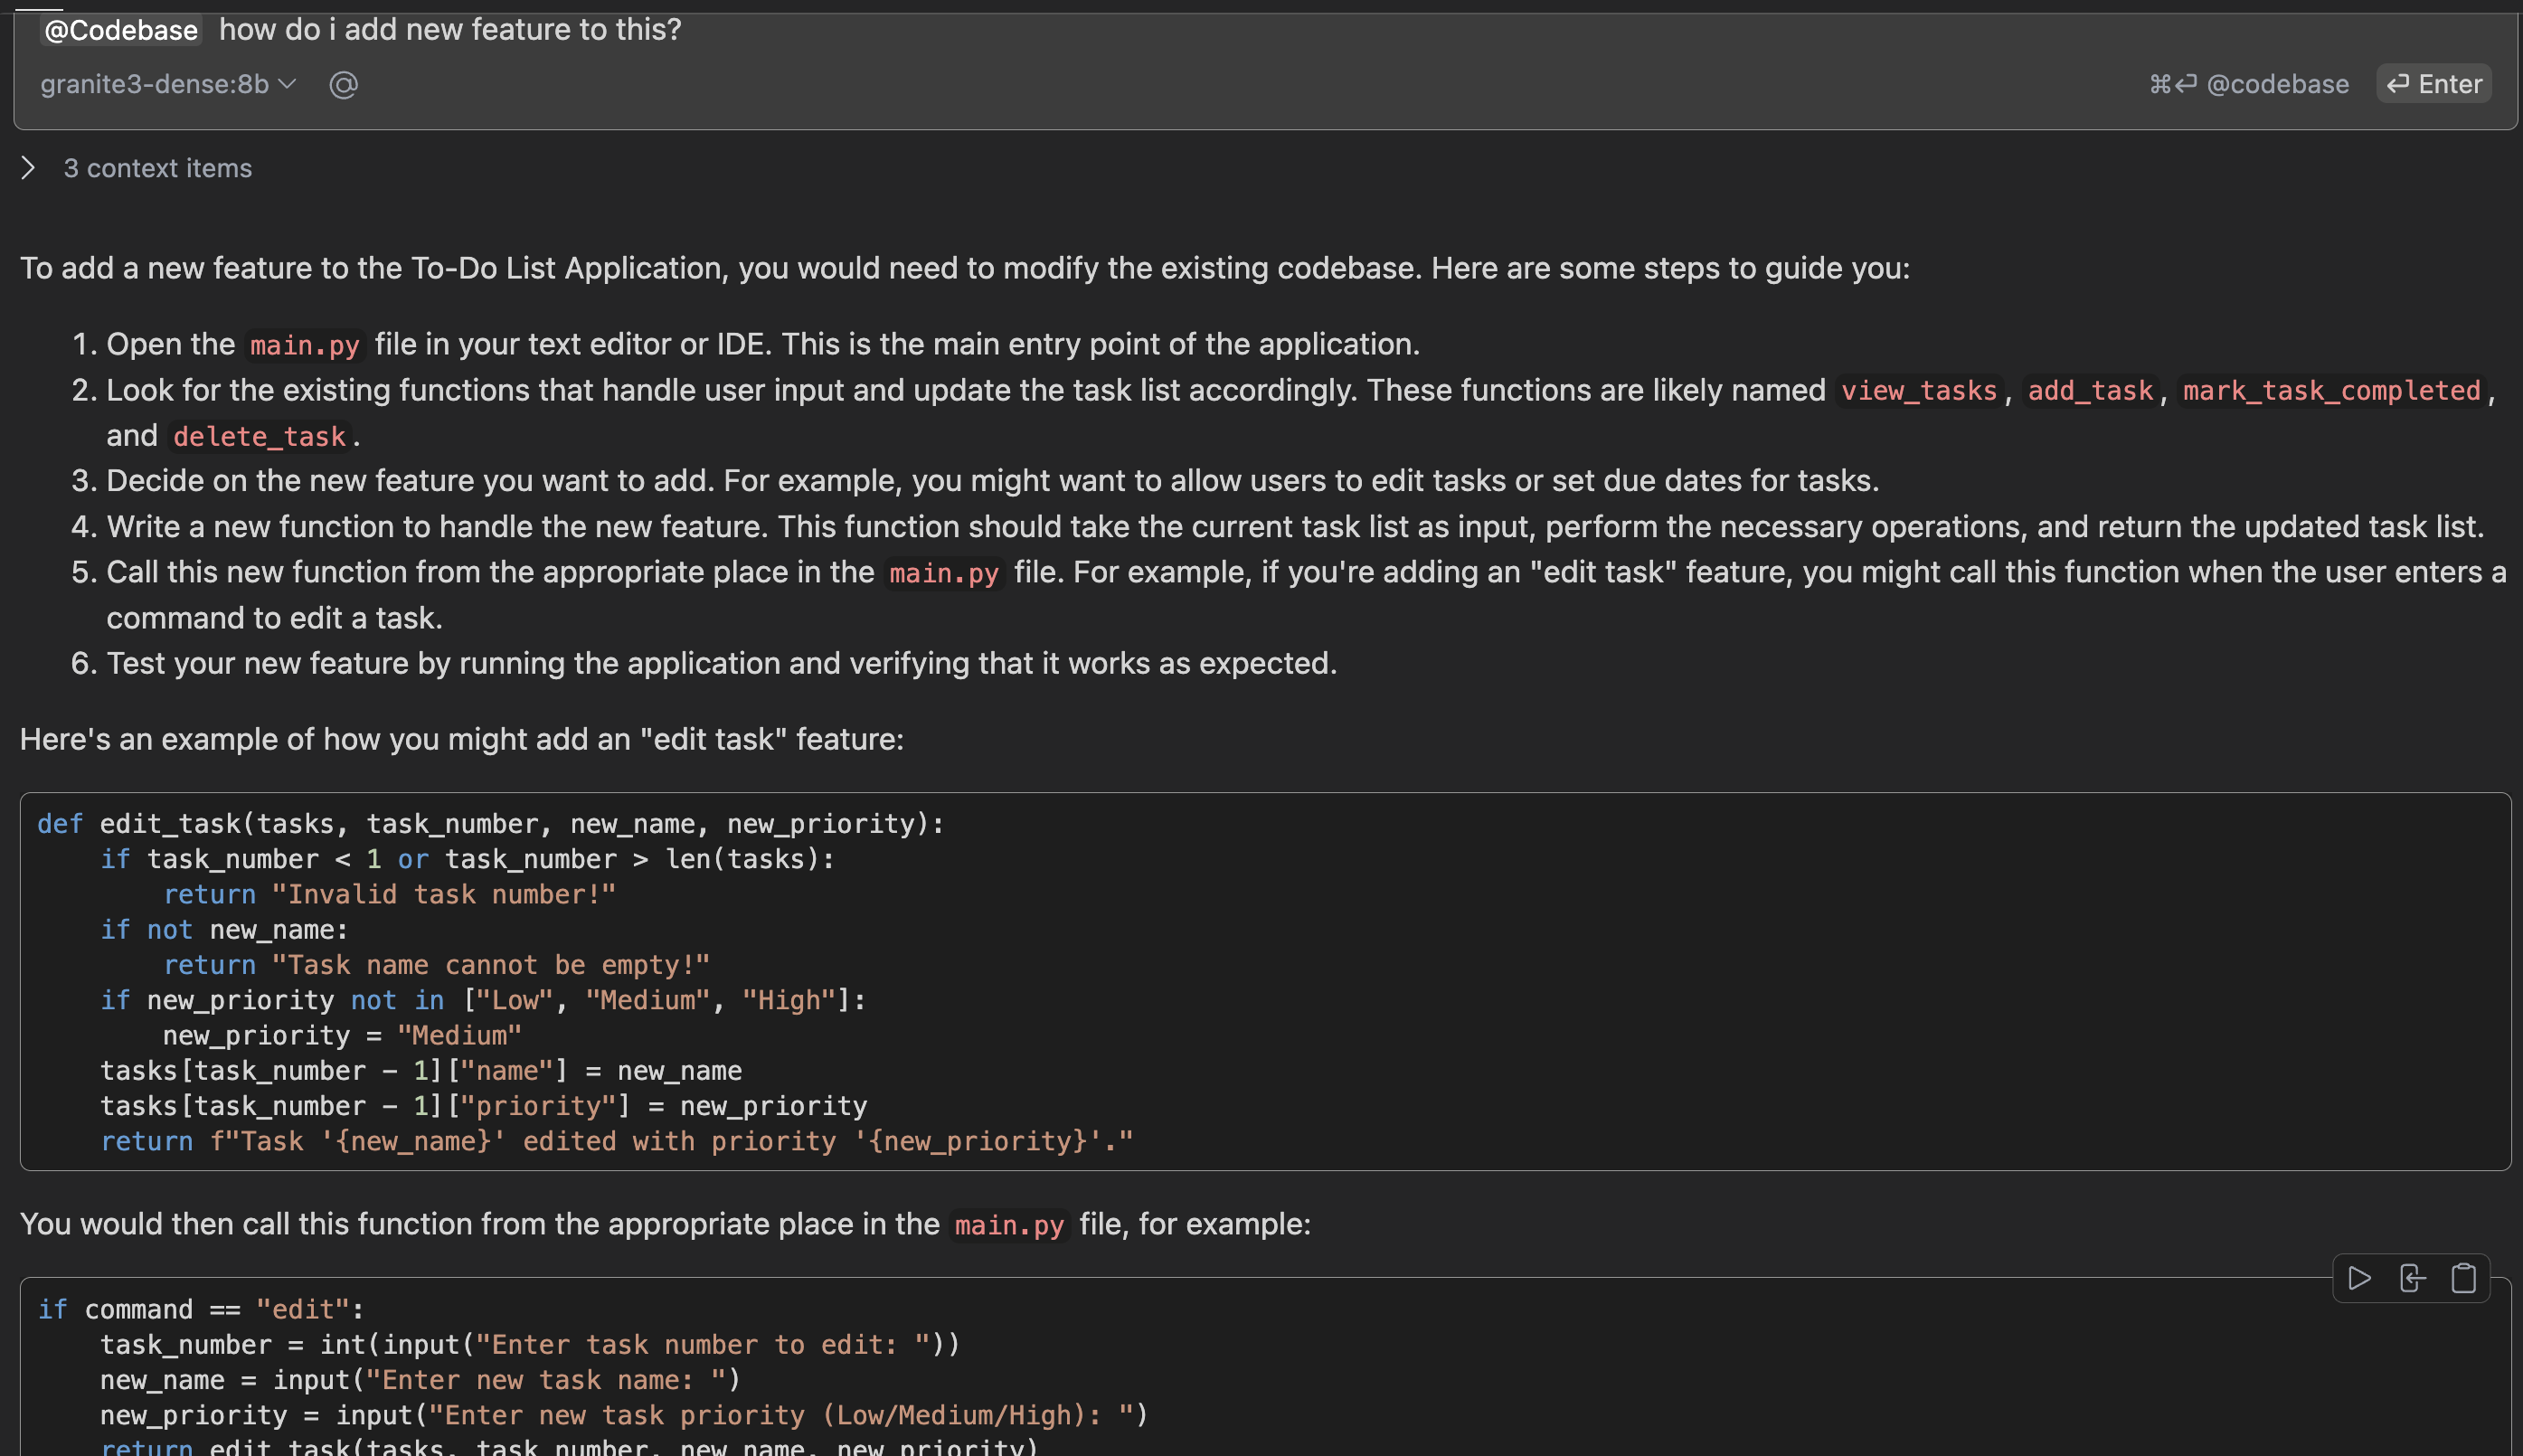 @Codebase how do i add new feature to this?
granite3-dense:8b @ ⌘⏎ @codebase ⏎ Enter
3 context items
To add a new feature to the To-Do List Application, you would need to modify the existing codebase. Here are some steps to guide you:
1. Open the main.py file in your text editor or IDE. This is the main entry point of the application.
2. Look for the existing functions that handle user input and update the task list accordingly. These functions are likely named view_tasks, add_task, mark_task_completed,
and delete_task.
3. Decide on the new feature you want to add. For example, you might want to allow users to edit tasks or set due dates for tasks.
4. Write a new function to handle the new feature. This function should take the current task list as input, perform the necessary operations, and return the updated task list.
5. Call this new function from the appropriate place in the main.py file. For example, if you're adding an "edit task" feature, you might call this function when the user enters a
command to edit a task.
6. Test your new feature by running the application and verifying that it works as expected.
Here's an example of how you might add an "edit task" feature:
def edit_task(tasks, task_number, new_name, new_priority):
    if task_number < 1 or task_number > len(tasks):
        return "Invalid task number!"
    if not new_name:
        return "Task name cannot be empty!"
    if new_priority not in ["Low", "Medium", "High"]:
        new_priority = "Medium"
    tasks[task_number - 1]["name"] = new_name
    tasks[task_number - 1]["priority"] = new_priority
    return f"Task '{new_name}' edited with priority '{new_priority}'."
You would then call this function from the appropriate place in the main.py file, for example:
if command == "edit":
    task_number = int(input("Enter task number to edit: "))
    new_name = input("Enter new task name: ")
    new_priority = input("Enter new task priority (Low/Medium/High): ")
    return edit_task(tasks, task_number, new_name, new_priority)